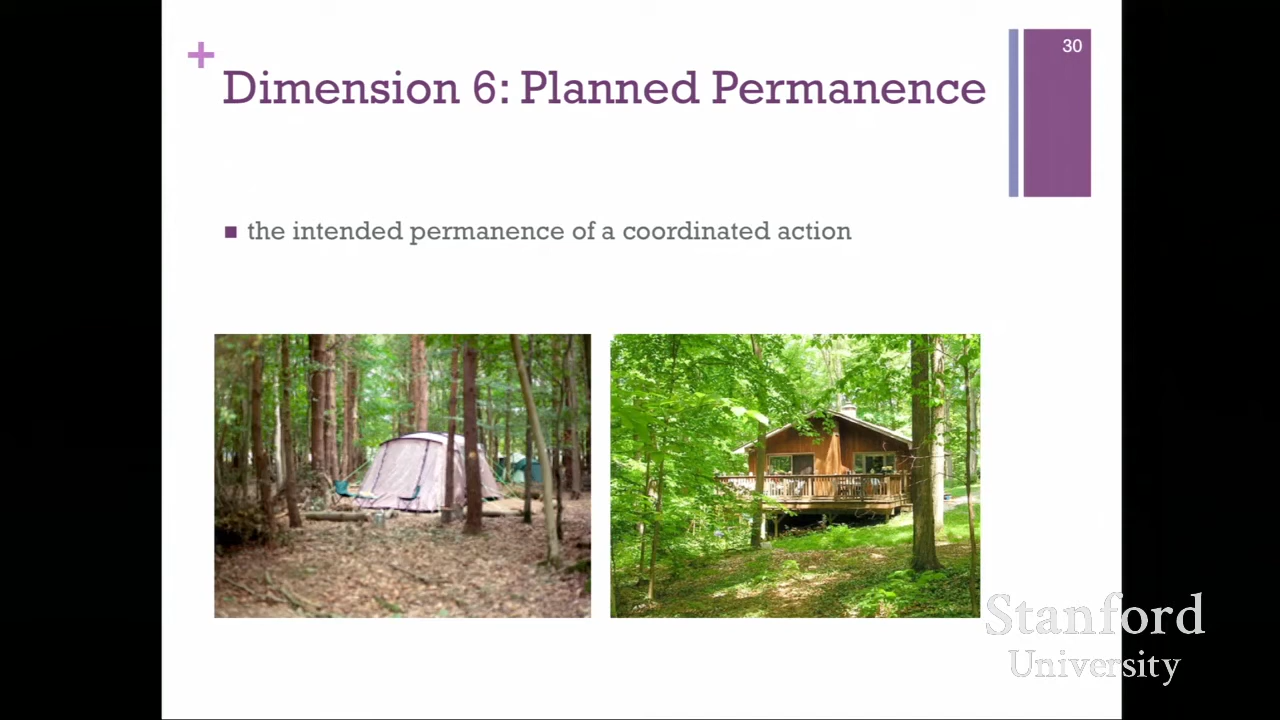 +
30
Dimension 6: Planned Permanence
the intended permanence of a coordinated action
Stanford
University